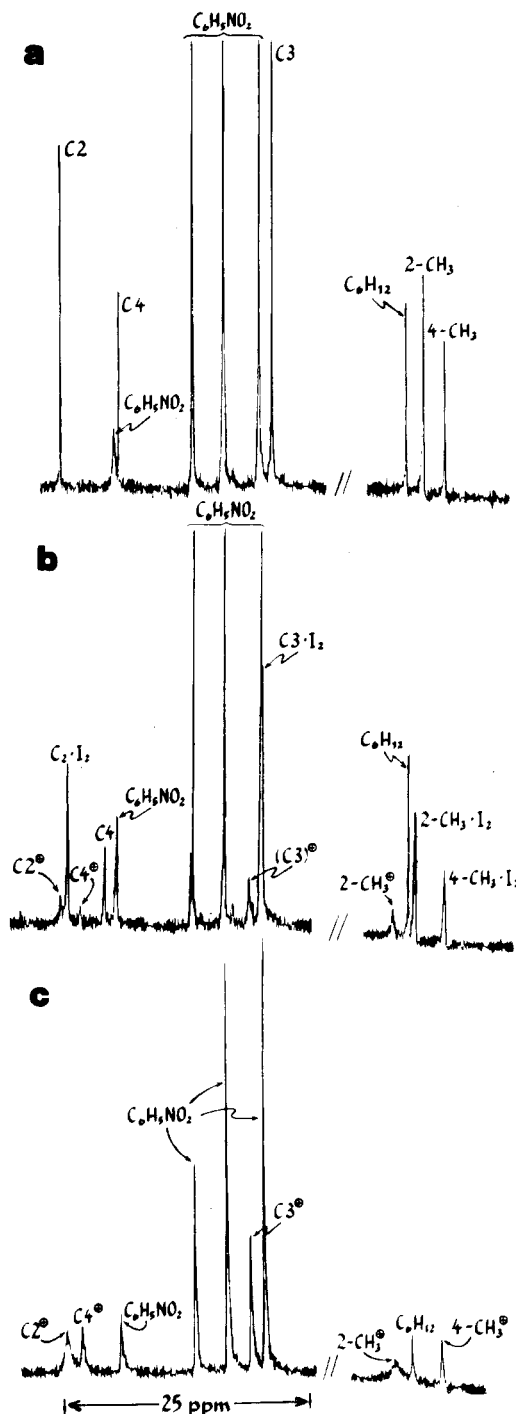 a
C₆H₅NO₂
C3
C2
C4
C₆H₅NO₂
2-CH₃
C₆H₁₂
4-CH₃
//
b
C₆H₅NO₂
C3·I₂
C₂·I₂
C₆H₅NO₂
C4
C2⊕
C4⊕
(C3)⊕
C₆H₁₂
2-CH₃·I₂
2-CH₃⊕
4-CH₃·I₂
//
c
C₆H₅NO₂
C3⊕
C2⊕
C4⊕
C₆H₅NO₂
2-CH₃⊕
C₆H₁₂
4-CH₃⊕
//
25 ppm